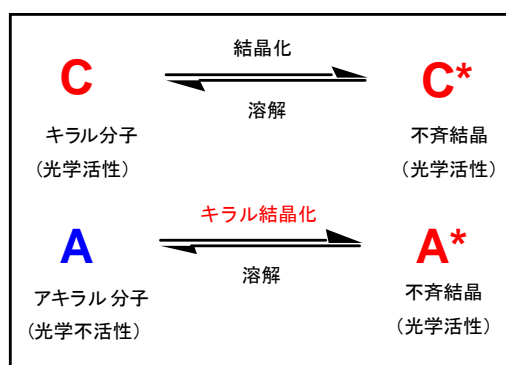 結晶化
C
C*
溶解
キラル分子
不斉結晶
(光学活性)
(光学活性)
キラル結晶化
A
A*
溶解
アキラル分子
不斉結晶
(光学不活性)
(光学活性)